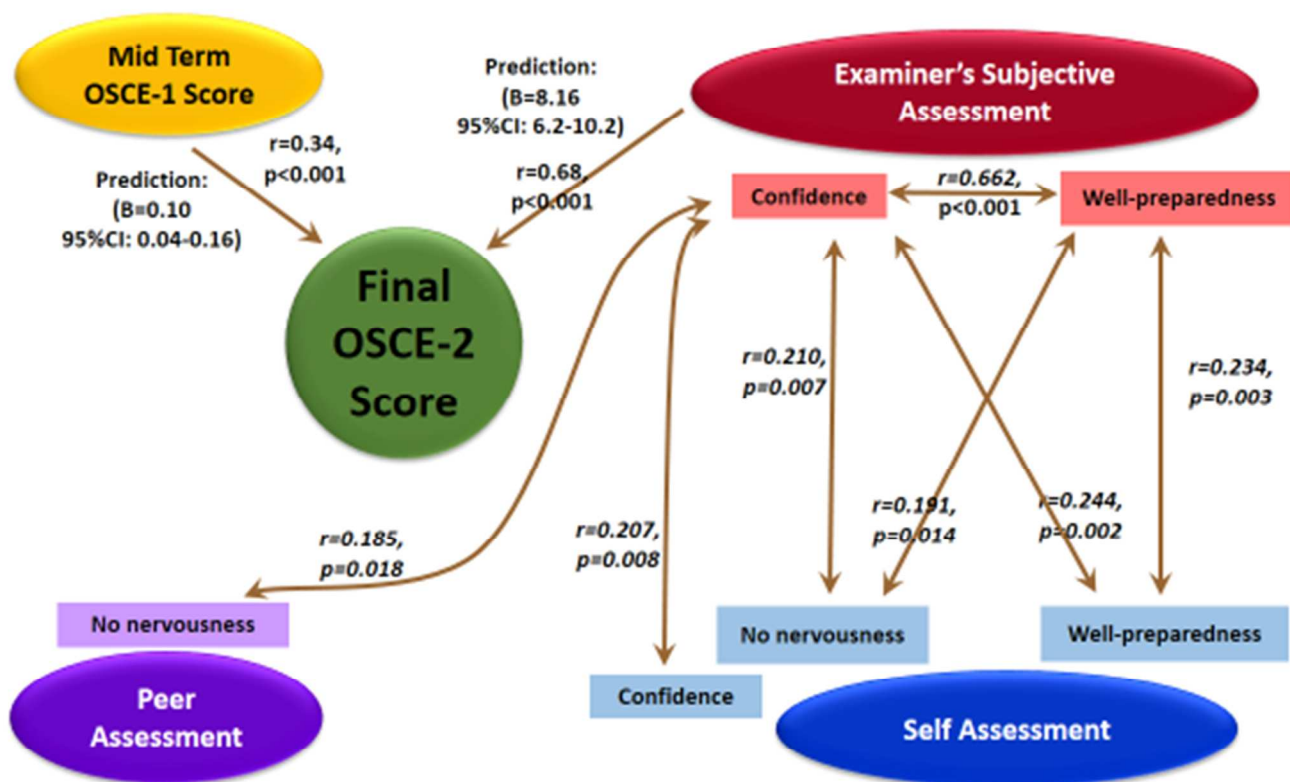 Mid Term
OSCE-1 Score
Prediction:
(B=8.16
95%CI: 6.2-10.2)
Examiner's Subjective
Assessment
r=0.34,
p<0.001
Prediction:
(B=0.10
95%CI: 0.04-0.16)
r=0.68,
p<0.001
Confidence
r=0.662,
p<0.001
Well-preparedness
Final
OSCE-2
Score
r=0.210,
p=0.007
r=0.234,
p=0.003
r=0.185,
p=0.018
r=0.207,
p=0.008
r=0.191,
p=0.014
r=0.244,
p=0.002
No nervousness
No nervousness
Well-preparedness
Confidence
Peer
Assessment
Self Assessment